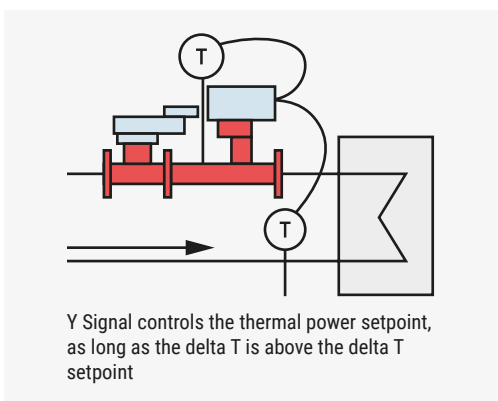 T
T
Y Signal controls the thermal power setpoint,
as long as the delta T is above the delta T
setpoint